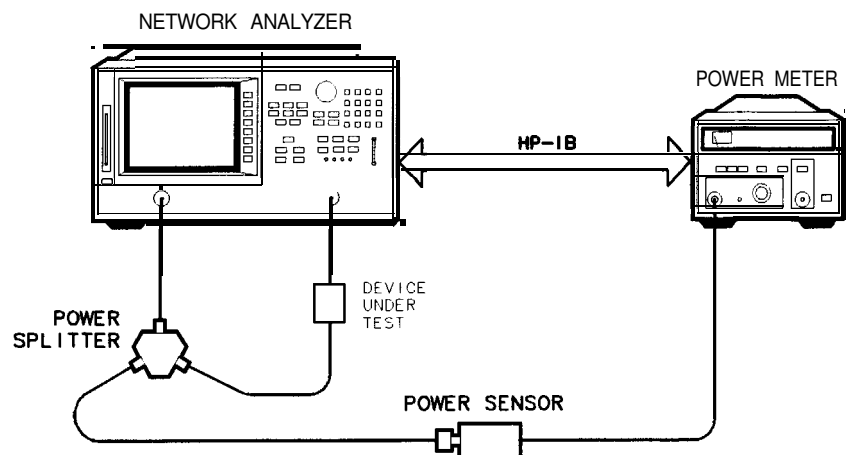 NETWORK ANALYZER
POWER METER
HP-IB
DEVICE
UNDER
TEST
POWER
SPLITTER
POWER SENSOR